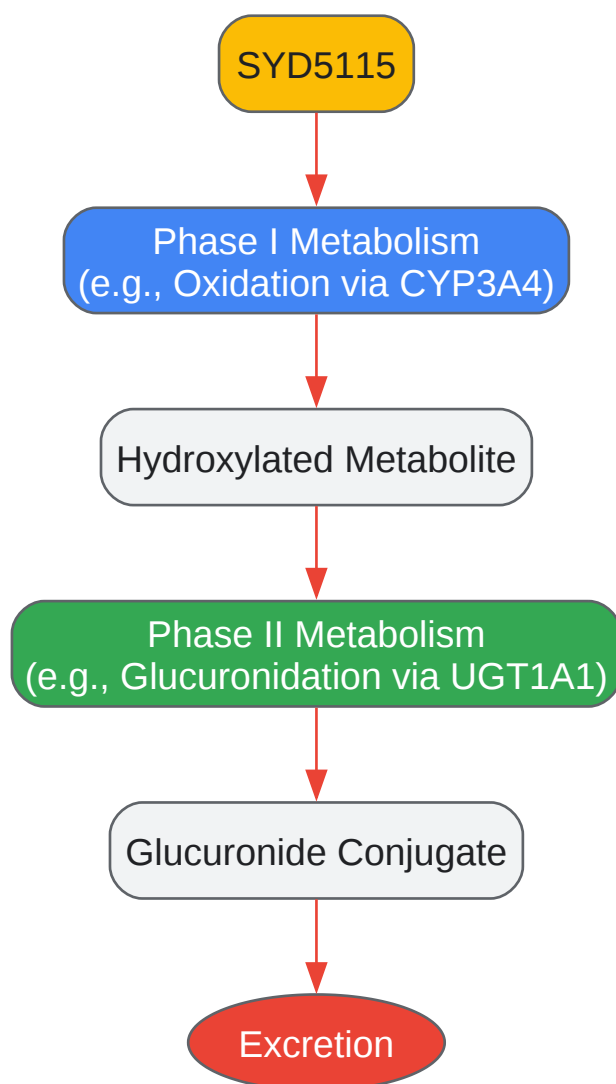 SYD5115
Phase I Metabolism
(e.g., Oxidation via CYP3A4)
Hydroxylated Metabolite
Phase II Metabolism
(e.g., Glucuronidation via UGT1A1)
Glucuronide Conjugate
Excretion